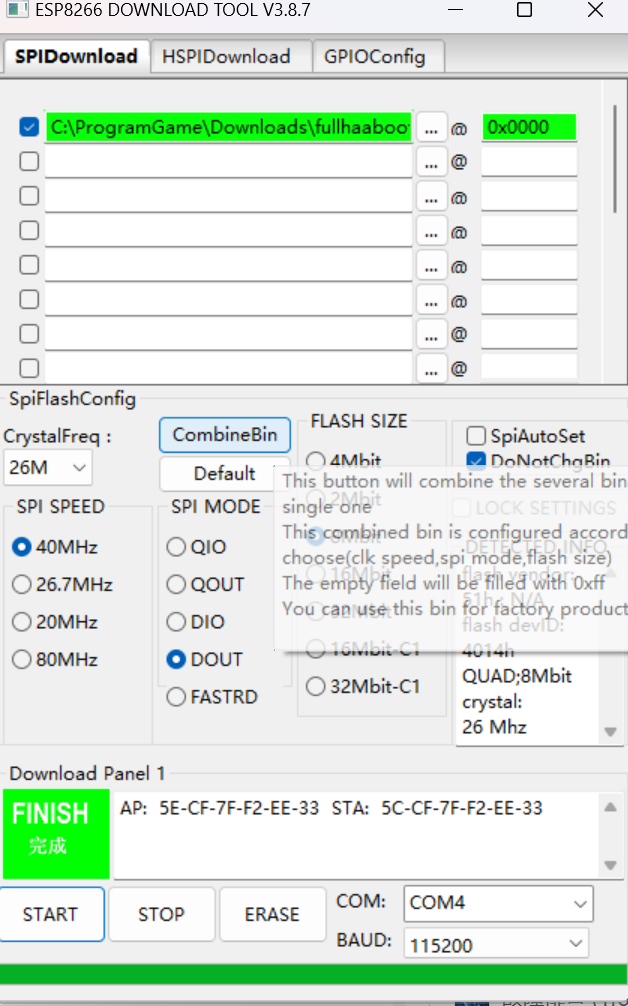 ESP8266 DOWNLOAD TOOL V3.8.7
SPIDownload HSPIDownload GPIOConfig
C:\ProgramGame\Downloads\fullhaaboot ... @ 0x0000
... @
... @
... @
... @
... @
... @
... @
SpiFlashConfig
CrystalFreq :
26M
CombineBin
Default
SPI SPEED
40MHz
26.7MHz
20MHz
80MHz
SPI MODE
QIO
QOUT
DIO
DOUT
FASTRD
FLASH SIZE
4Mbit
2Mbit
8Mbit
16Mbit
32Mbit
16Mbit-C1
32Mbit-C1
SpiAutoSet
DoNotChgBin
LOCK SETTINGS
DETECTED INFO
flash vendor:
51h : N/A
flash devID:
4014h
QUAD;8Mbit
crystal:
26 Mhz
This button will combine the several bin
single one
This combined bin is configured accord
choose(clk speed,spi mode,flash size)
The empty field will be filled with 0xff
You can use this bin for factory product
Download Panel 1
FINISH
完成
AP: 5E-CF-7F-F2-EE-33 STA: 5C-CF-7F-F2-EE-33
START STOP ERASE
COM: COM4
BAUD: 115200